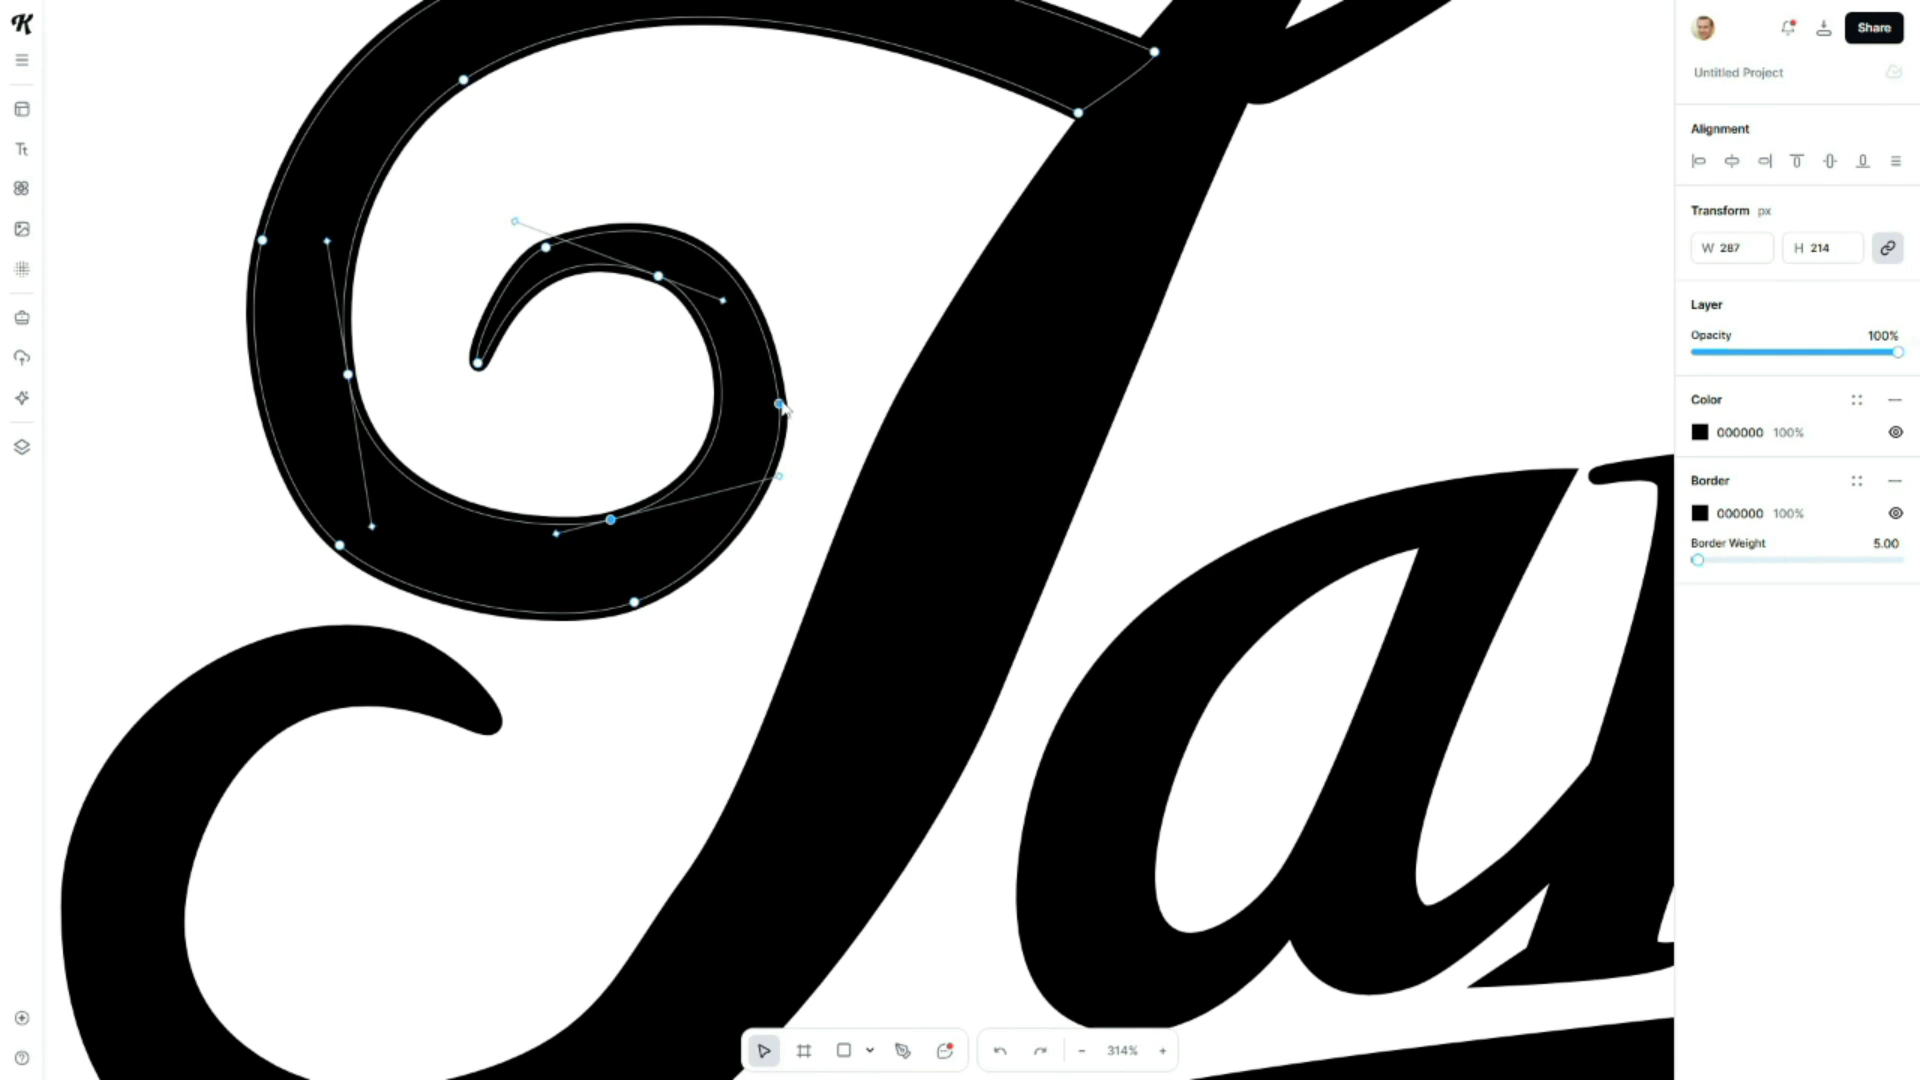 K
Share
Untitled Project
Alignment
Tt
Transform px
W 287 H 214
Layer
Opacity 100%
Color
000000 100%
Border
000000 100%
Border Weight 5.00
314%